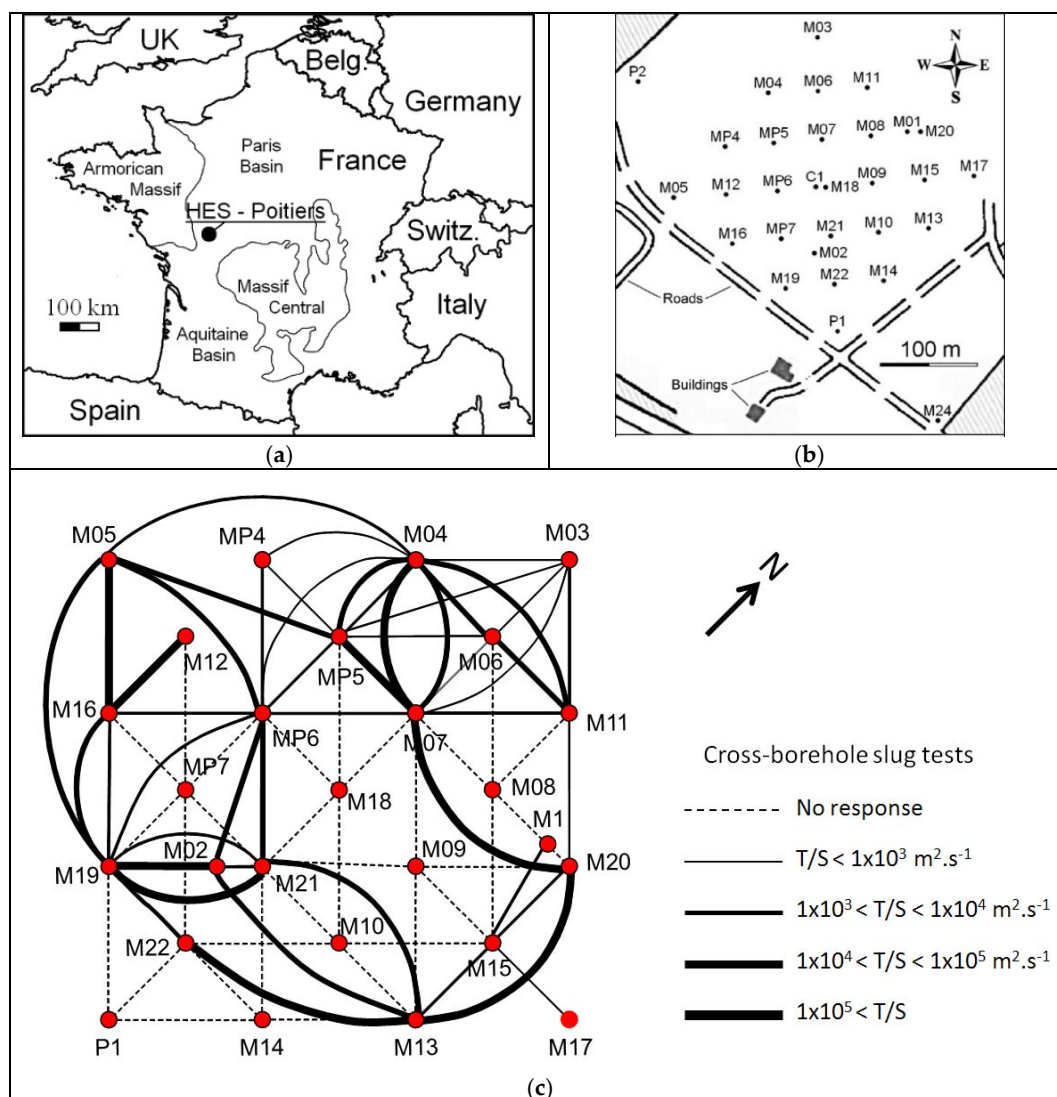 UK
Belg.
Germany
Paris
Basin
France
Armorican
Massif
HES - Poitiers
Switz.
Massif
Central
Italy
100 km
Aquitaine
Basin
Spain
(a)
M03
N
W E
S
P2
M04 M06 M11
MP4 MP5 M07 M08 M01 M20
M05 M12 MP6 C1 M18 M09 M15 M17
M16 MP7 M21 M10 M13
M02
M19 M22 M14
Roads
P1
100 m
Buildings
M24
(b)
M05 MP4 M04 M03
N
M12 MP5 M06
M16 MP6 M07 M11
MP7 M18 M08
M1
M19 M02 M21 M09 M20
M22 M10 M15
P1 M14 M13 M17
Cross-borehole slug tests
No response
T/S < 1x10³ m².s⁻¹
1x10³ < T/S < 1x10⁴ m².s⁻¹
1x10⁴ < T/S < 1x10⁵ m².s⁻¹
1x10⁵ < T/S
(c)